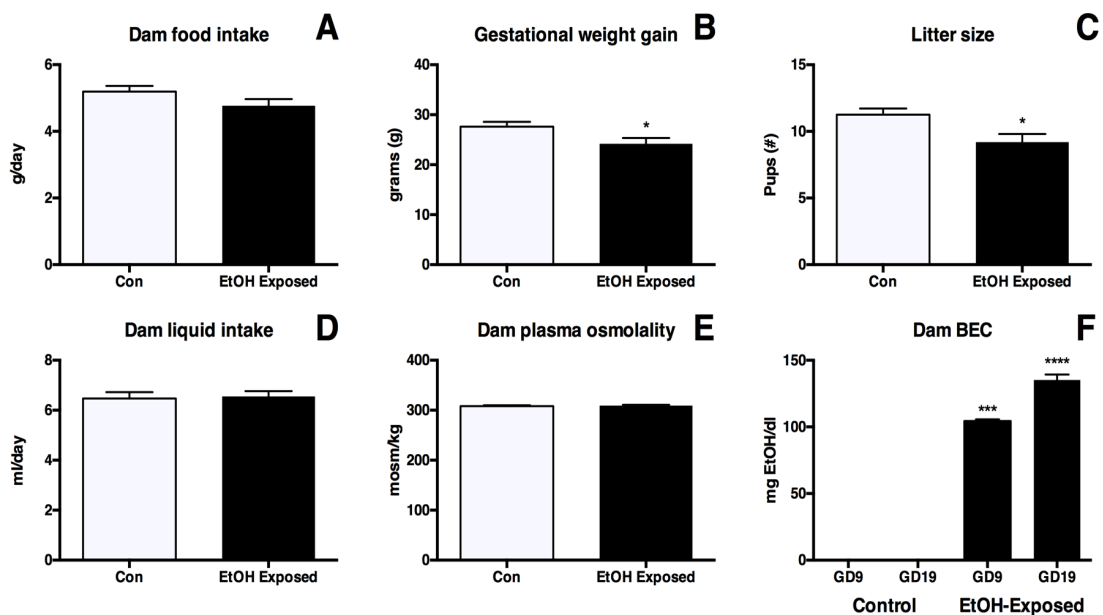 Dam food intake A
g/day
6
4
2
0
Con EtOH Exposed
Gestational weight gain B
grams (g)
40
30
20
10
0
*
Con EtOH Exposed
Litter size C
Pups (#)
15
10
5
0
*
Con EtOH Exposed
Dam liquid intake D
ml/day
8
6
4
2
0
Con EtOH Exposed
Dam plasma osmolality E
mosm/kg
400
300
200
100
0
Con EtOH Exposed
Dam BEC F
mg EtOH/dl
150
100
50
0
***
****
GD9 GD19 GD9 GD19
Control EtOH-Exposed